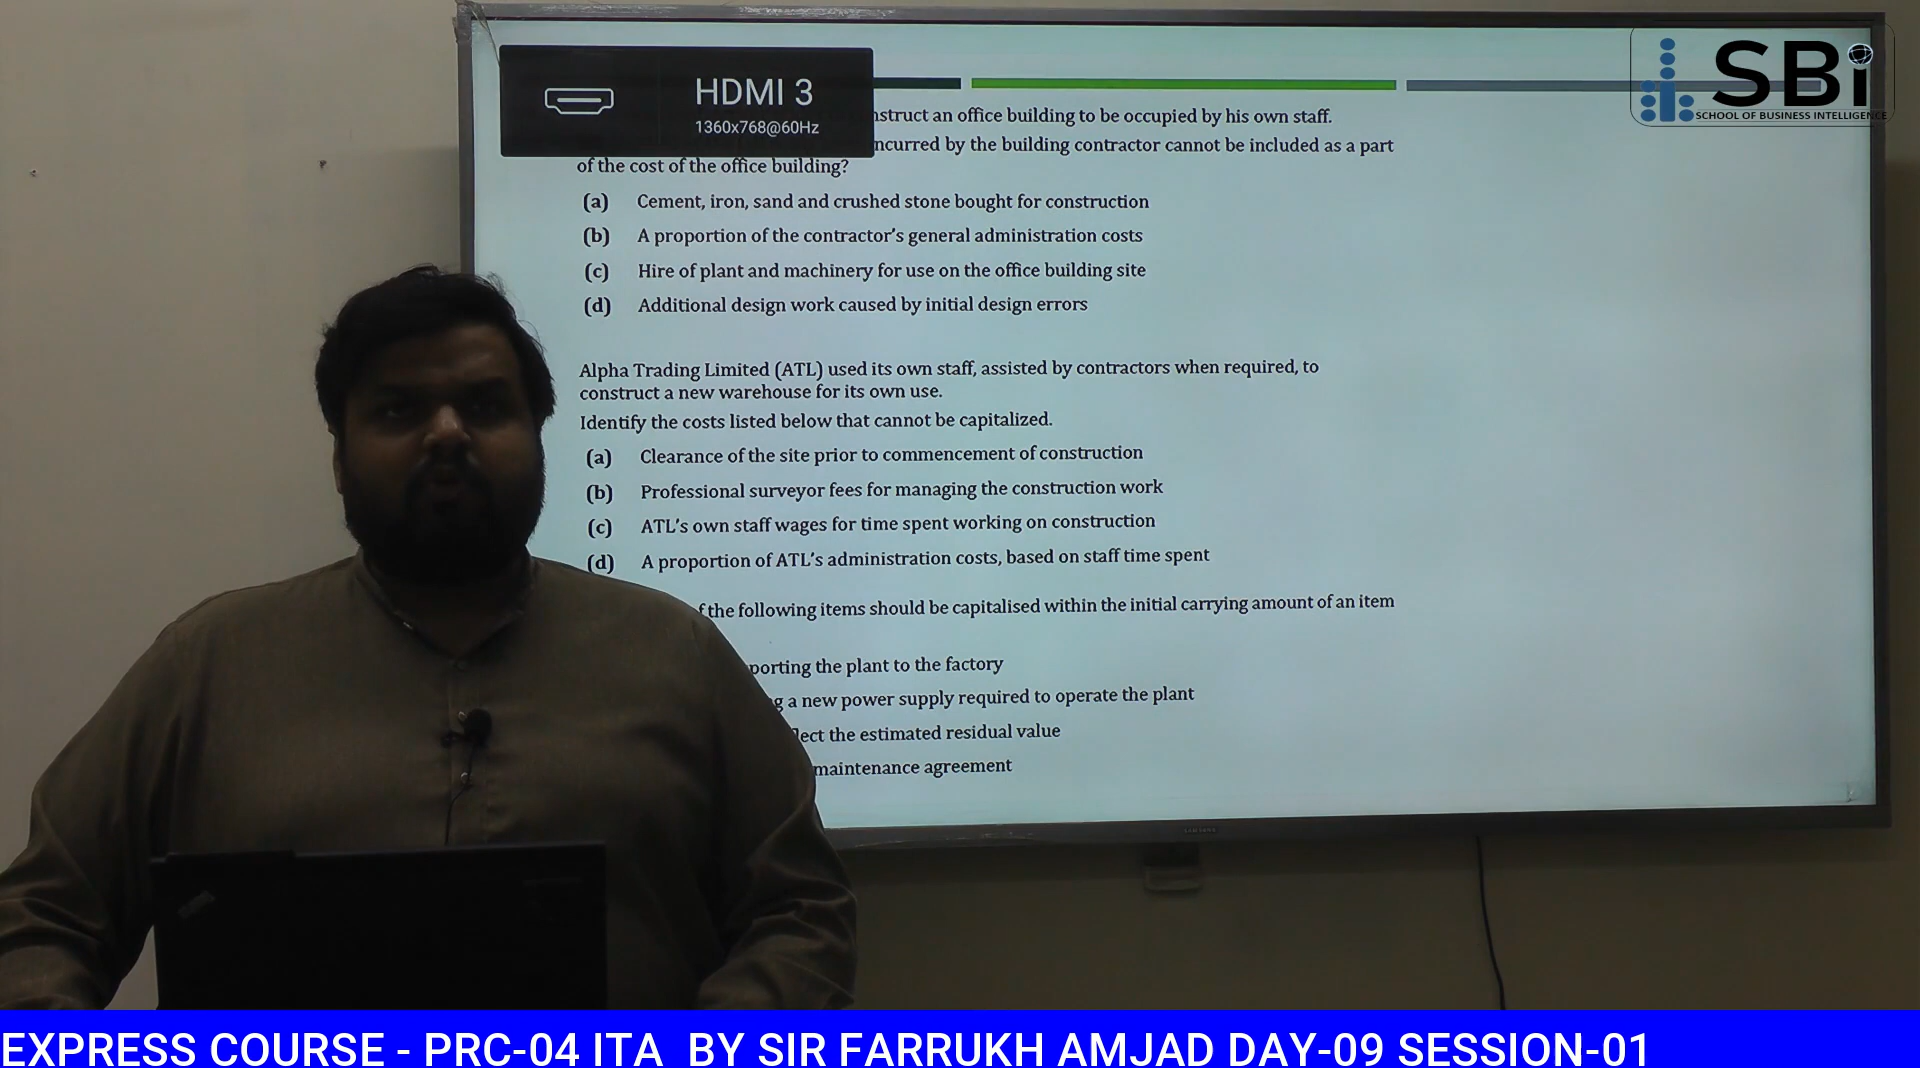 HDMI 3
1360x768@60Hz
SBi
SCHOOL OF BUSINESS INTELLIGENCE
an office building to be occupied by his own staff.
by the building contractor cannot be included as a part
of the cost of the office building?
(a) Cement, iron, sand and crushed stone bought for construction
(b) A proportion of the contractor's general administration costs
(c) Hire of plant and machinery for use on the office building site
(d) Additional design work caused by initial design errors
Alpha Trading Limited (ATL) used its own staff, assisted by contractors when required, to
construct a new warehouse for its own use.
Identify the costs listed below that cannot be capitalized.
(a) Clearance of the site prior to commencement of construction
(b) Professional surveyor fees for managing the construction work
(c) ATL's own staff wages for time spent working on construction
(d) A proportion of ATL's administration costs, based on staff time spent
the following items should be capitalised within the initial carrying amount of an item
the plant to the factory
a new power supply required to operate the plant
the estimated residual value
maintenance agreement
EXPRESS COURSE - PRC-04 ITA BY SIR FARRUKH AMJAD DAY-09 SESSION-01